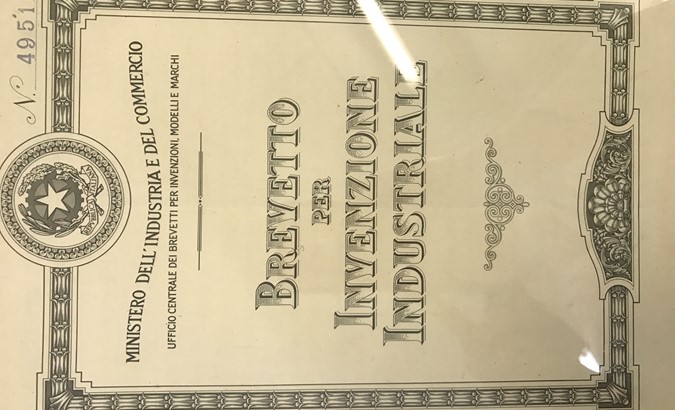 N. 4951
MINISTERO DELL'INDUSTRIA E DEL COMMERCIO
UFFICIO CENTRALE DEI BREVETTI PER INVENZIONI, MODELLI E MARCHI
BREVETTO
PER
INVENZIONE
INDUSTRIALE